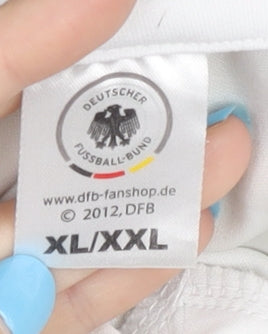 DEUTSCHER
FUSSBALL-BUND
www.dfb-fanshop.de
© 2012, DFB
XL/XXL